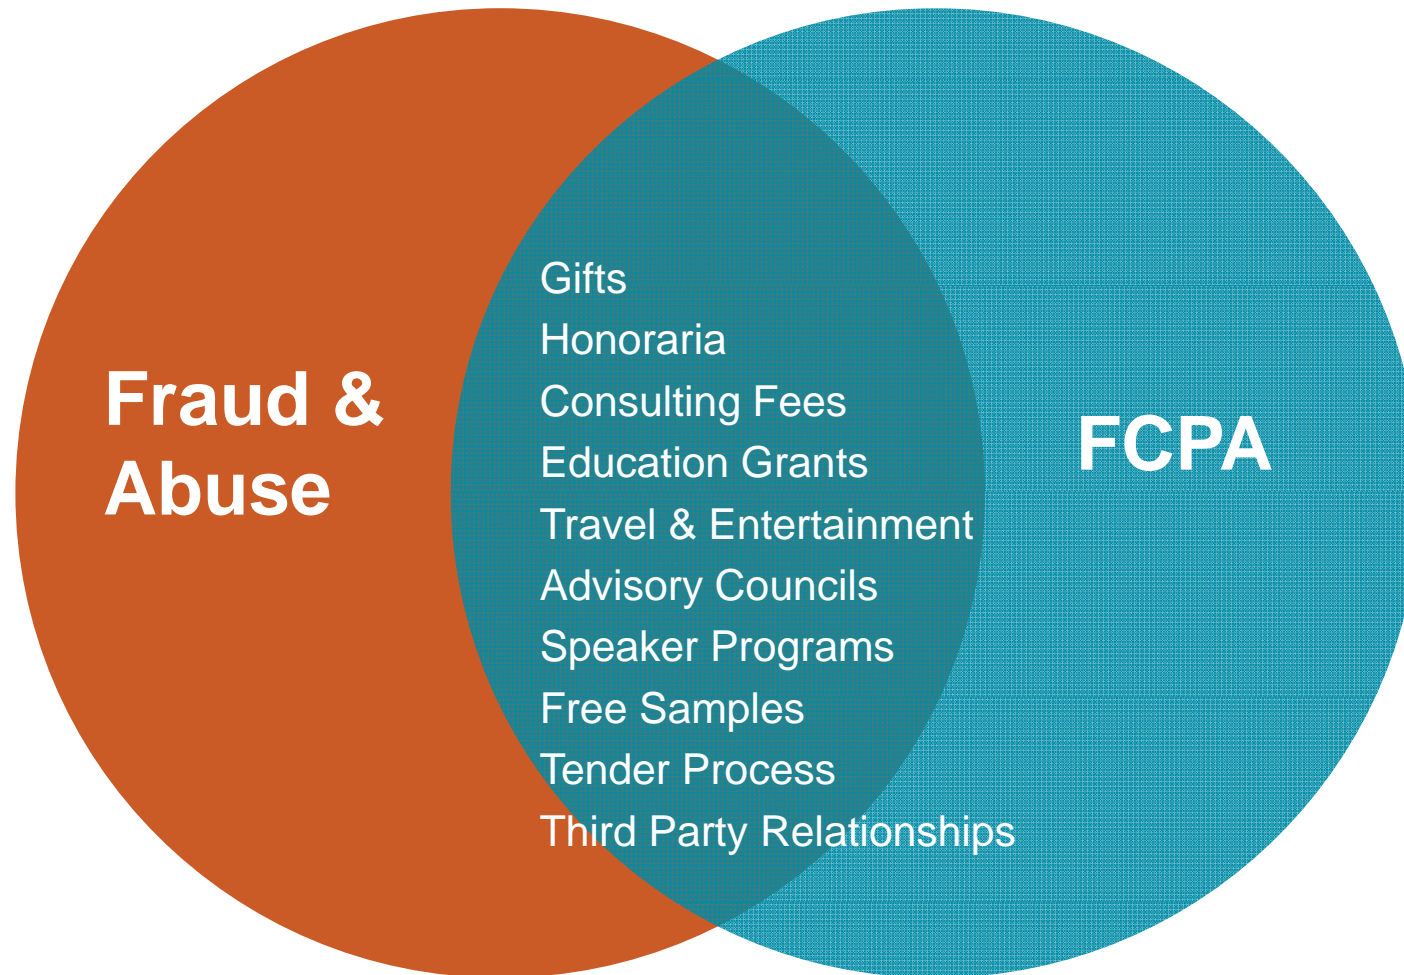 Fraud &
Abuse
Gifts
Honoraria
Consulting Fees
Education Grants
Travel & Entertainment
Advisory Councils
Speaker Programs
Free Samples
Tender Process
Third Party Relationships
FCPA